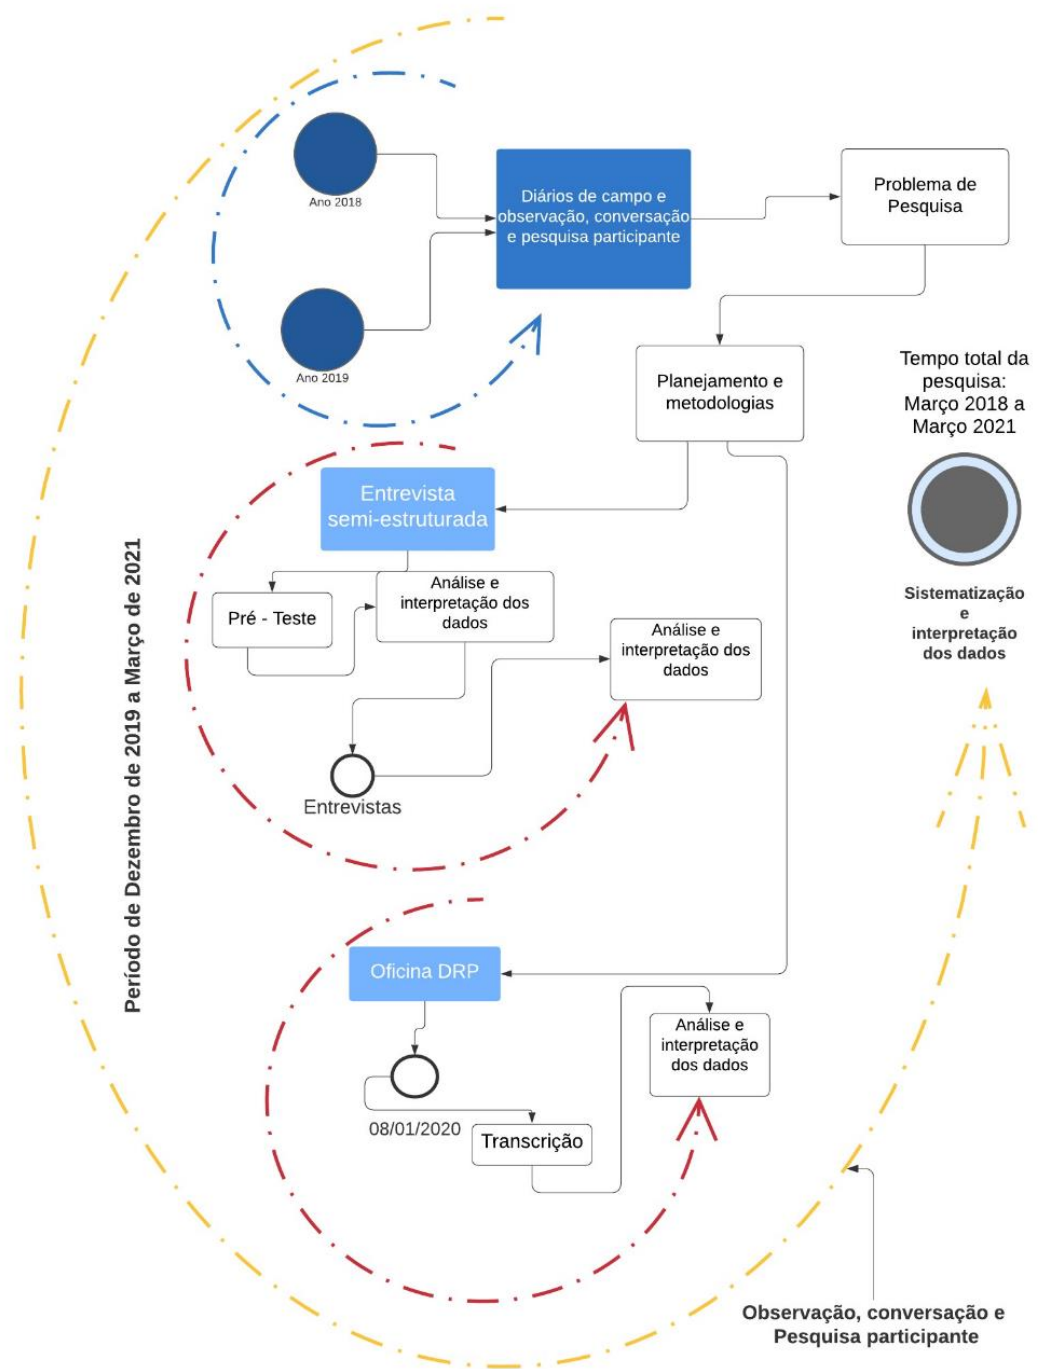 Ano 2018
Diários de campo e
observação, conversação
e pesquisa participante
Problema de
Pesquisa
Ano 2019
Planejamento e
metodologias
Tempo total da
pesquisa:
Março 2018 a
Março 2021
Entrevista
semi-estruturada
Período de Dezembro de 2019 a Março de 2021
Pré - Teste
Análise e
interpretação dos
dados
Análise e
interpretação dos
dados
Sistematização
e
interpretação
dos dados
Entrevistas
Oficina DRP
Análise e
interpretação
dos dados
08/01/2020
Transcrição
Observação, conversação e
Pesquisa participante